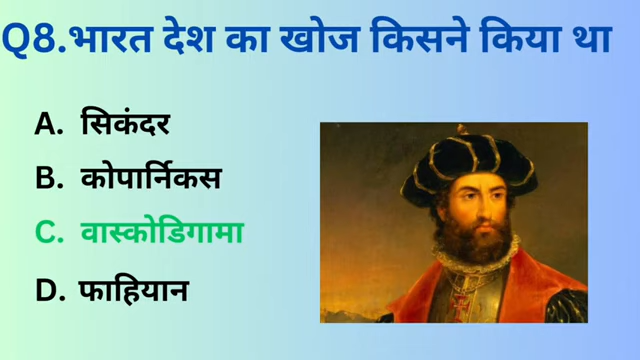 Q8.भारत देश का खोज किसने किया था
A. सिकंदर
B. कोपार्निकस
C. वास्कोडिगामा
D. फाहियान